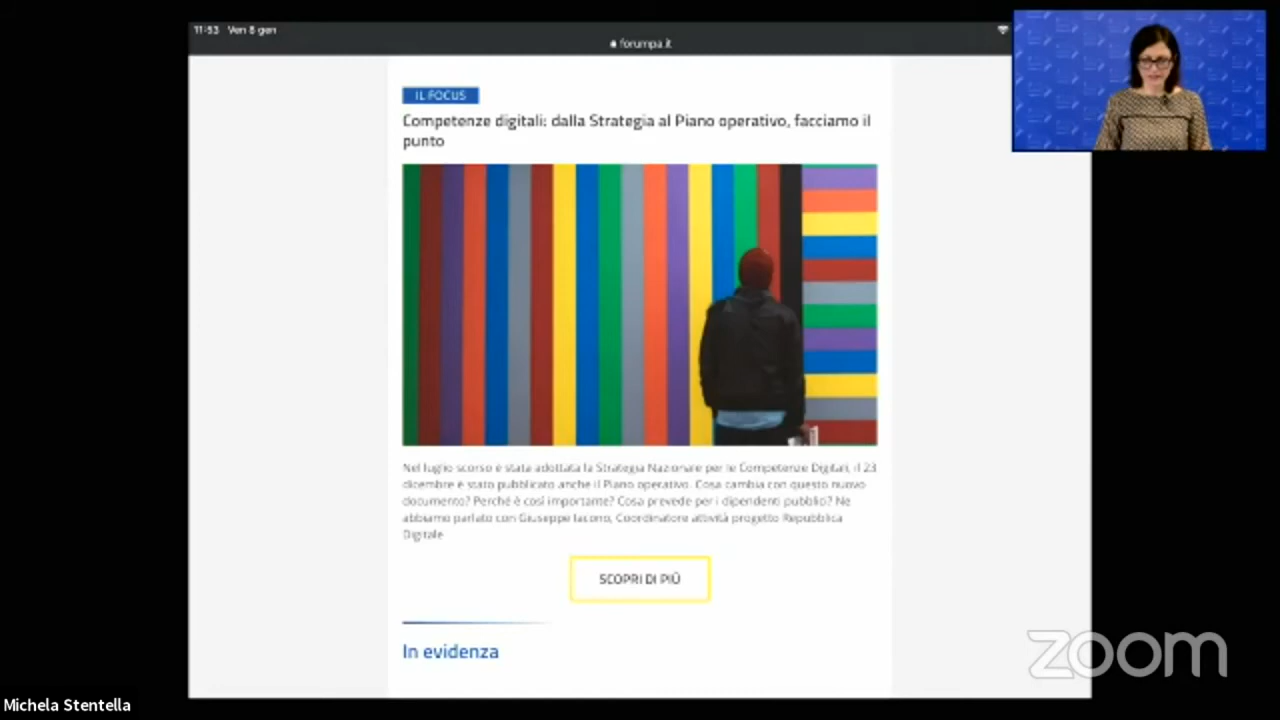 11:53 Ven 8 gen
forumpa.it
IL FOCUS
Competenze digitali: dalla Strategia al Piano operativo, facciamo il
punto
Nel luglio scorso è stata adottata la Strategia Nazionale per le Competenze Digitali, il 23
dicembre è stato pubblicato anche il Piano operativo. Cosa cambia con questo nuovo
documento? Perché è così importante? Cosa prevede per i dipendenti pubblio? Ne
abbiamo parlato con Giuseppe Iacono, Coordinatore attività progetto Repubblica
Digitale
SCOPRI DI PIÙ
In evidenza
zoom
Michela Stentella